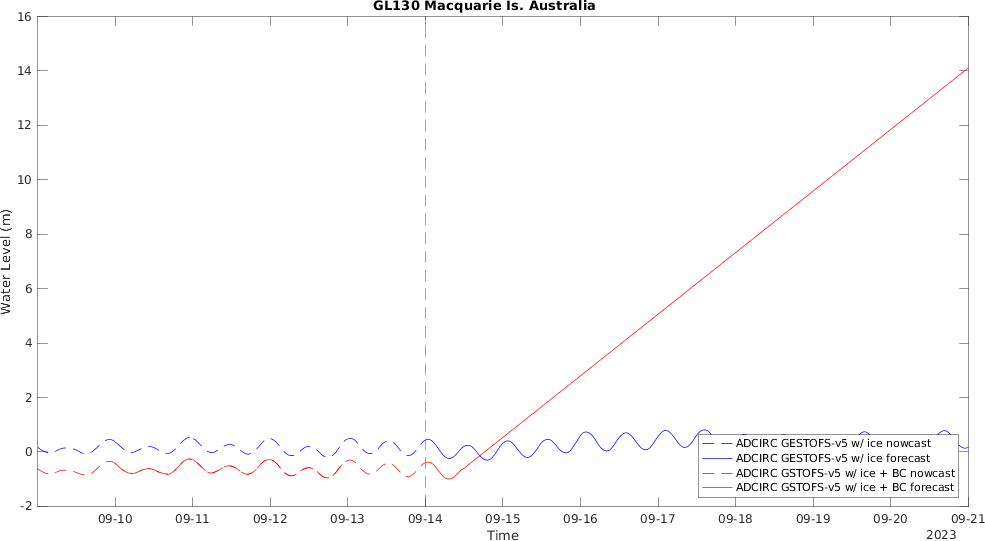 GL130 Macquarie Is. Australia
16
14
12
10
8
6
4
2
0
-2
Water Level (m)
ADCIRC GESTOFS-v5 w/ ice nowcast
ADCIRC GESTOFS-v5 w/ ice forecast
ADCIRC GSTOFS-v5 w/ ice + BC nowcast
ADCIRC GSTOFS-v5 w/ ice + BC forecast
09-10 09-11 09-12 09-13 09-14 09-15 09-16 09-17 09-18 09-19 09-20 09-21
Time
2023